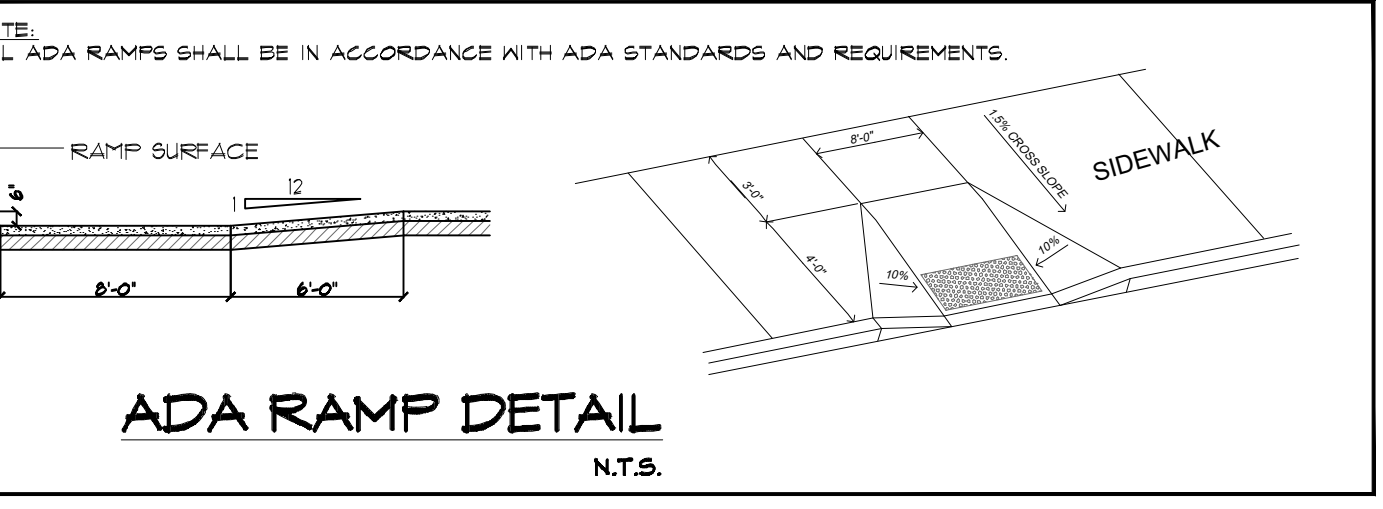 TE:
L ADA RAMPS SHALL BE IN ACCORDANCE WITH ADA STANDARDS AND REQUIREMENTS.
RAMP SURFACE
6"
1
12
8'-0"
6'-0"
8'-0"
3'-0"
4'-0"
10%
10%
1.5% CROSS SLOPE
SIDEWALK
ADA RAMP DETAIL
N.T.S.